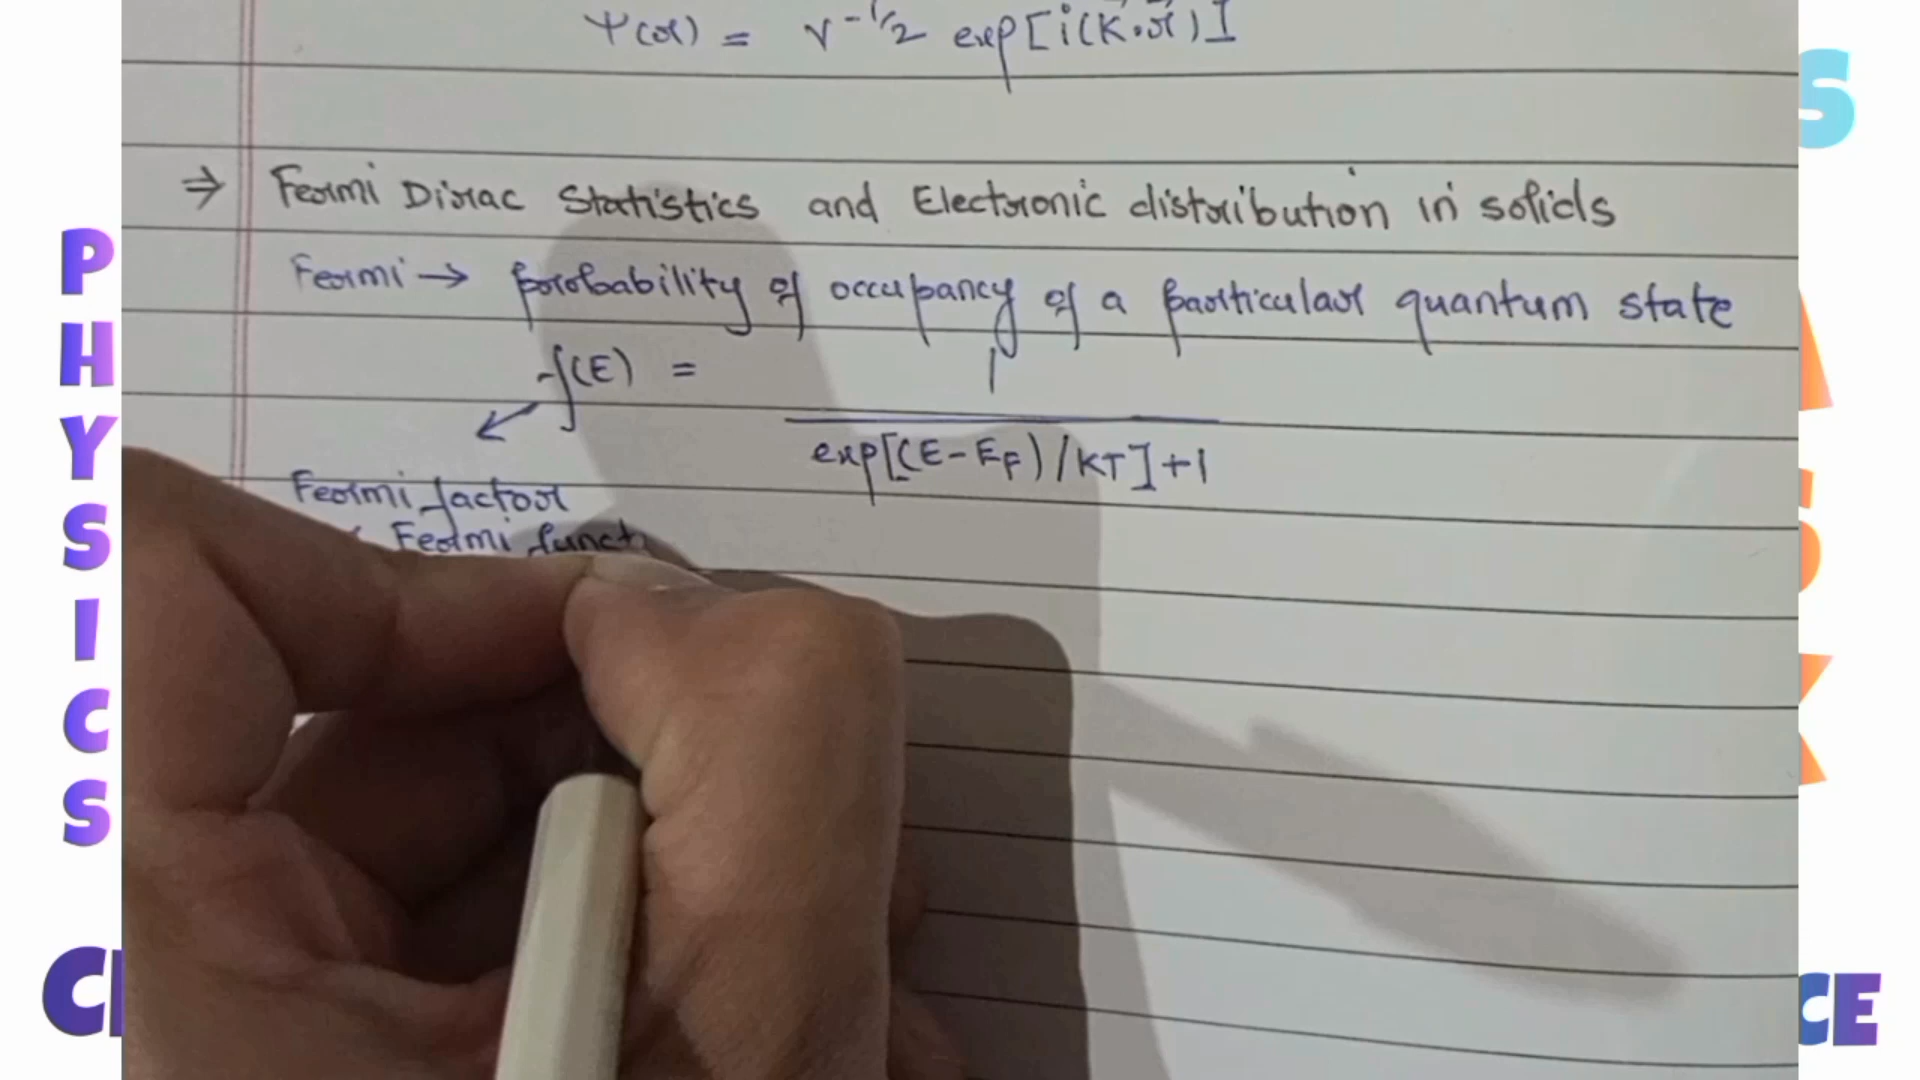 Ψ(r) = V^-1/2 exp[i(K.r)]
⇒ Fermi Dirac Statistics and Electronic distribution in solids
Fermi → probability of occupancy of a particular quantum state
f(E) = 1
exp[(E-EF)/KT]+1
Fermi factor
Fermi funct
PHYSICS
S
CE